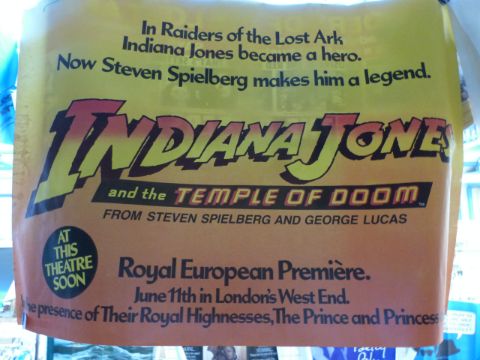 In Raiders of the Lost Ark
Indiana Jones became a hero.
Now Steven Spielberg makes him a legend.
INDIANA JONES
and the TEMPLE OF DOOM™
FROM STEVEN SPIELBERG AND GEORGE LUCAS
AT
THIS
THEATRE
SOON
Royal European Première.
June 11th in London's West End.
presence of Their Royal Highnesses, The Prince and Princess